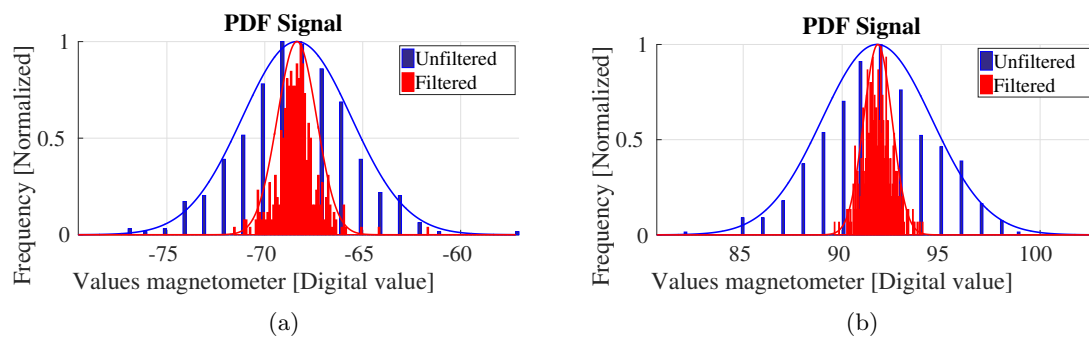 PDF Signal
Frequency [Normalized]
1
0.5
0
Unfiltered
Filtered
-75
-70
-65
-60
Values magnetometer [Digital value]
(a)
PDF Signal
Frequency [Normalized]
1
0.5
0
Unfiltered
Filtered
85
90
95
100
Values magnetometer [Digital value]
(b)